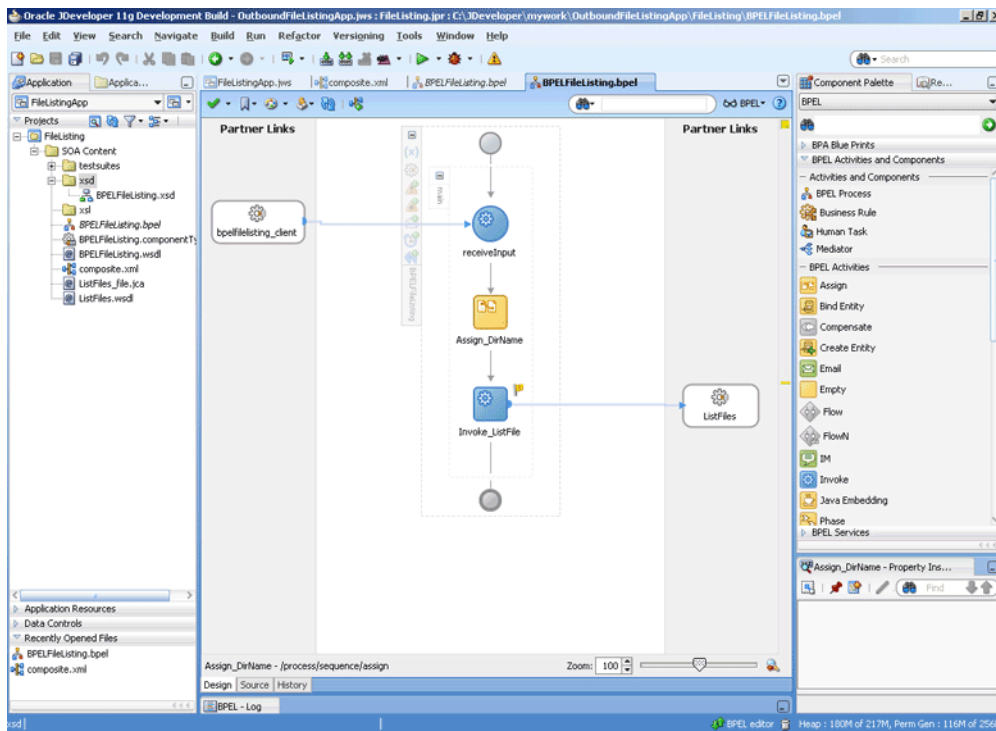 Oracle JDeveloper 11g Development Build - OutboundFileListingApp.jws : FileListing.jpr : C:\JDeveloper\mywork\OutboundFileListingApp\FileListing\BPELFileListing.bpel
File Edit View Search Navigate Build Run Refactor Versioning Tools Window Help
Search
Application
Applica...
FileListingApp.jws
composite.xml
BPELFileListing.bpel
BPELFileListing.bpel
Component Palette
Re...
FileListingApp
BPEL
BPEL
Projects
FileListing
SOA Content
testsuites
xsd
BPELFileListing.xsd
xsl
BPELFileListing.bpel
BPELFileListing.componentTy
BPELFileListing.wsdl
composite.xml
ListFiles_file.jca
ListFiles.wsdl
Application Resources
Data Controls
Recently Opened Files
BPELFileListing.bpel
composite.xml
Partner Links
Partner Links
bpelfilelisting_client
main
BPELFileListing
receiveInput
Assign_DirName
Invoke_ListFile
ListFiles
Assign_DirName - /process/sequence/assign
Zoom: 100
Design Source History
BPEL - Log
BPA Blue Prints
BPEL Activities and Components
Activities and Components
BPEL Process
Business Rule
Human Task
Mediator
BPEL Activities
Assign
Bind Entity
Compensate
Create Entity
Email
Empty
Flow
FlowN
IM
Invoke
Java Embedding
Phase
BPEL Services
Assign_DirName - Property Ins...
Find
xsd
BPEL editor
Heap : 180M of 217M, Perm Gen : 116M of 256